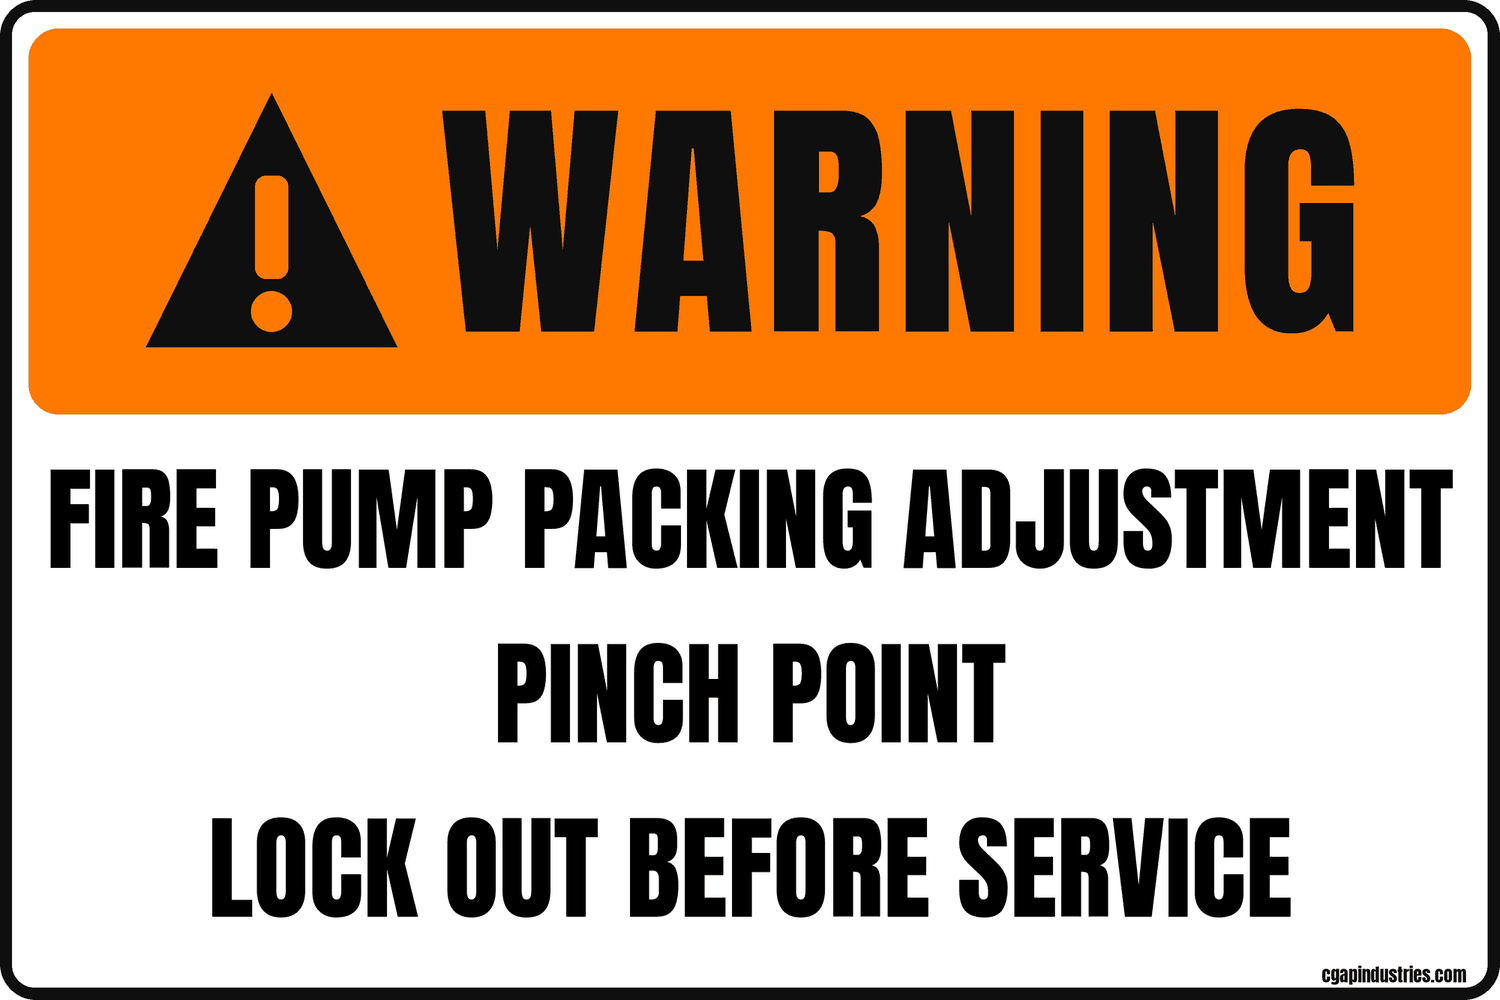 WARNING
FIRE PUMP PACKING ADJUSTMENT
PINCH POINT
LOCK OUT BEFORE SERVICE
cgapindustries.com